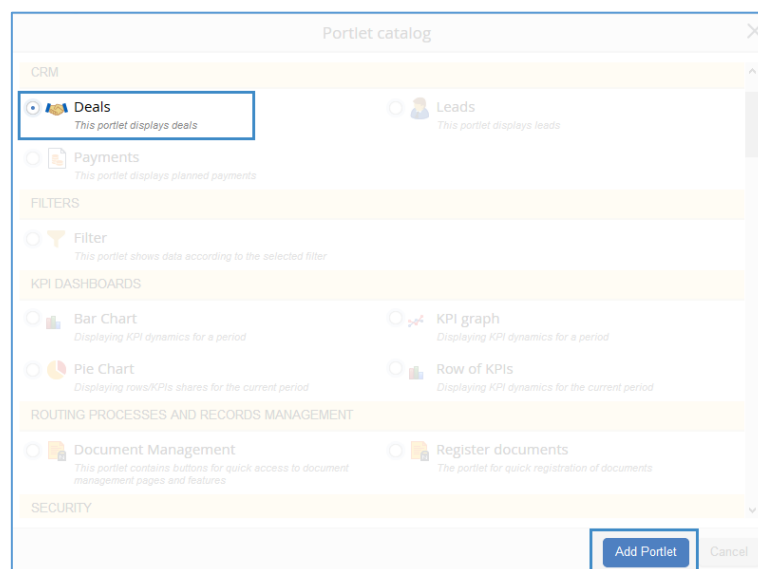 Portlet catalog
CRM
Deals
This portlet displays deals
Leads
This portlet displays leads
Payments
This portlet displays planned payments
FILTERS
Filter
This portlet shows data according to the selected filter
KPI DASHBOARDS
Bar Chart
Displaying KPI dynamics for a period
KPI graph
Displaying KPI dynamics for a period
Pie Chart
Displaying rows/KPIs shares for the current period
Row of KPIs
Displaying KPI dynamics for the current period
ROUTING PROCESSES AND RECORDS MANAGEMENT
Document Management
This portlet contains buttons for quick access to document
management pages and features
Register documents
The portlet for quick registration of documents
SECURITY
Add Portlet
Cancel